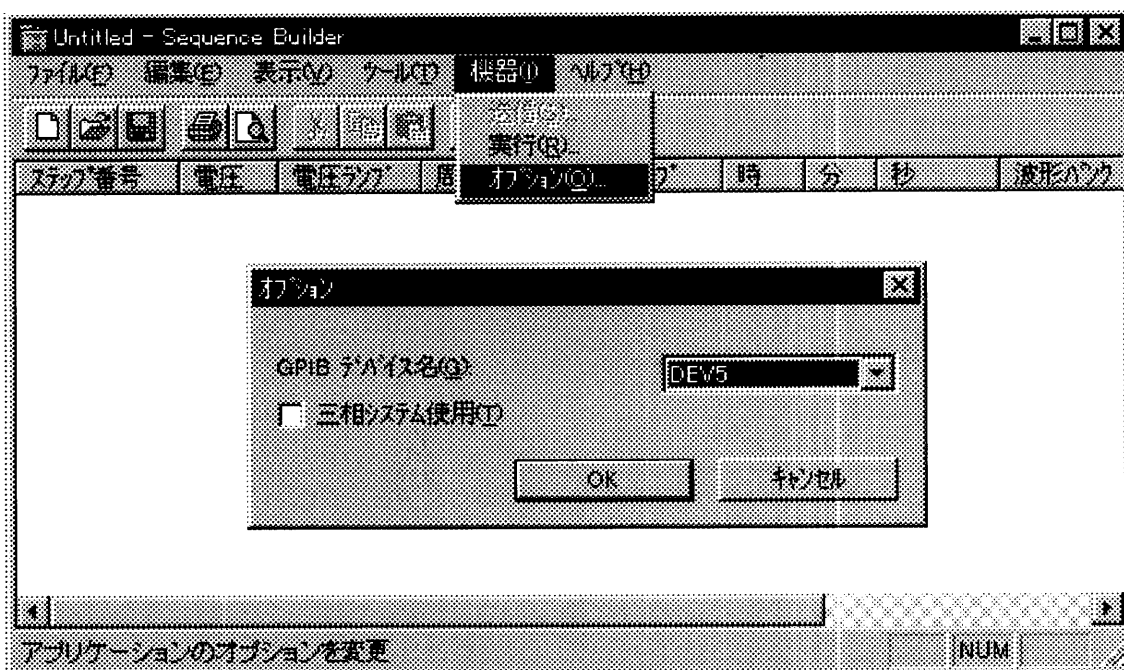 Untitled - Sequence Builder
ﾌｧｲﾙ(F) 編集(E) 表示(V) ﾂｰﾙ(T) 機器(I) ﾍﾙﾌﾟ(H)
実行(R)...
ｵﾌﾟｼｮﾝ(O)...
ｽﾃｯﾌﾟ番号 電圧 電圧ﾗﾝﾌﾟ 周 ﾌﾟ 時 分 秒 波形ﾊﾞﾝｸ
ｵﾌﾟｼｮﾝ
GPIB ﾃﾞﾊﾞｲｽ名(G) DEV5
三相ｼｽﾃﾑ使用(T)
OK ｷｬﾝｾﾙ
アプリケーションのオプションを変更 NUM